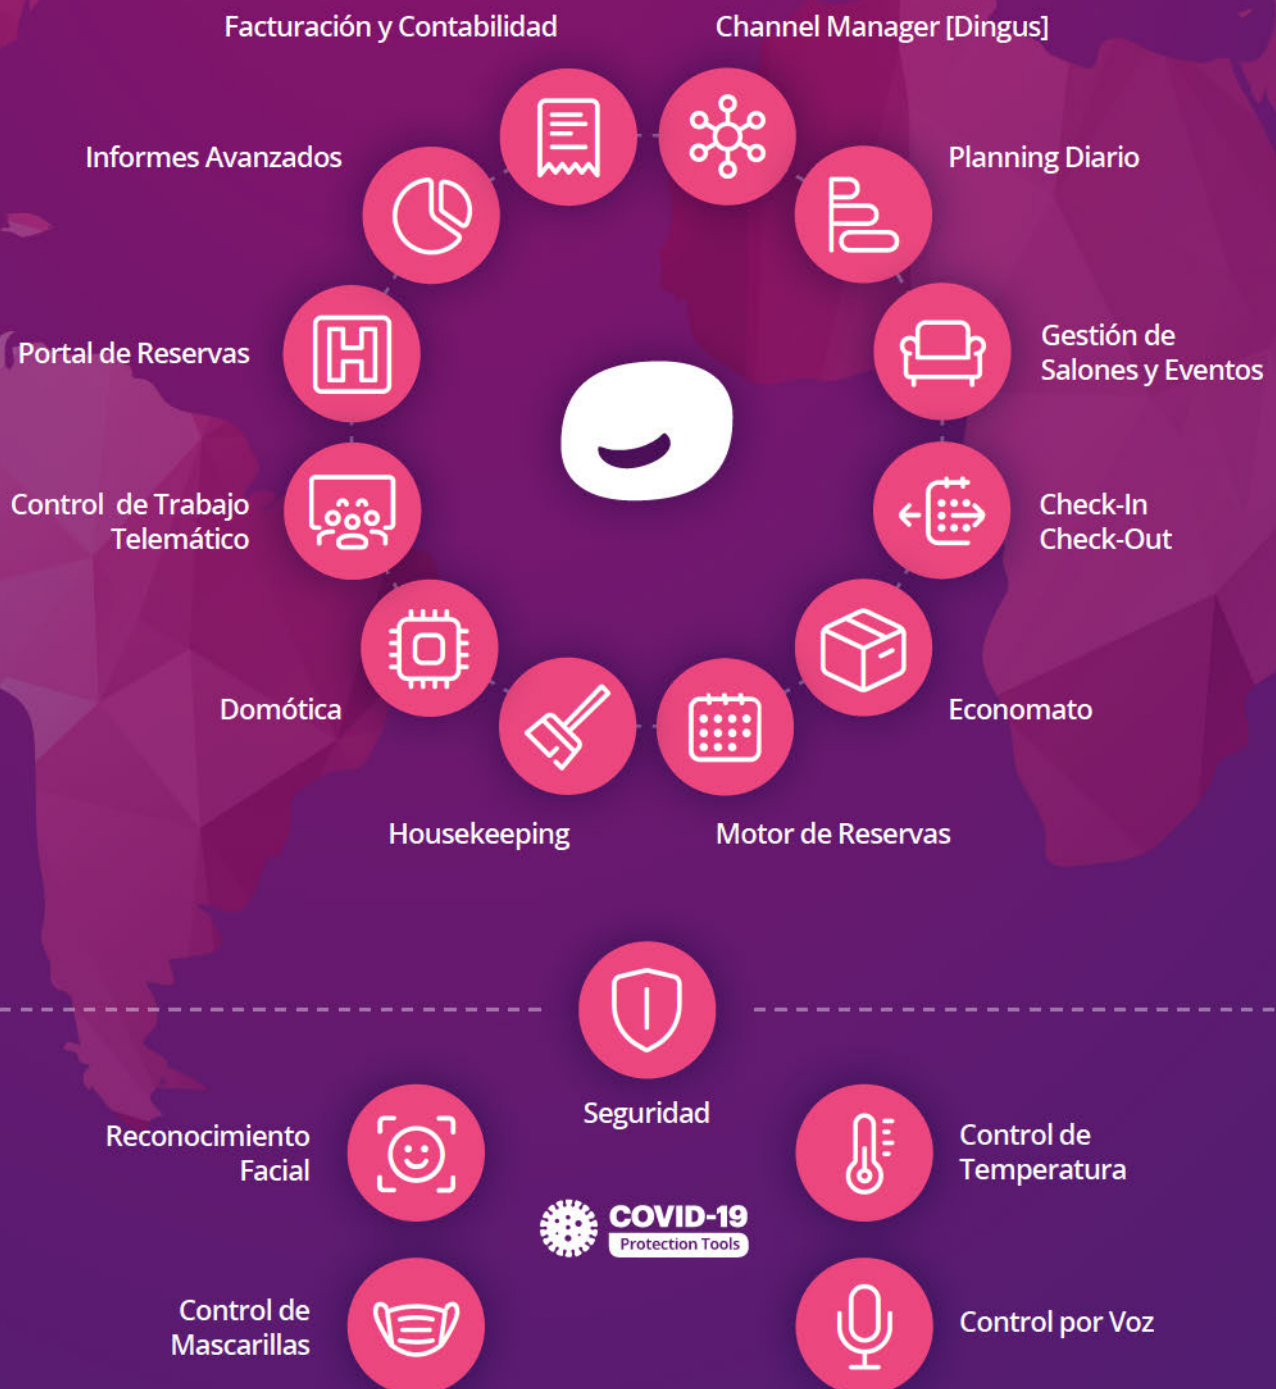 Facturación y Contabilidad
Channel Manager [Dingus]
Informes Avanzados
Planning Diario
Portal de Reservas
Gestión de
Salones y Eventos
Control de Trabajo
Telemático
Check-In
Check-Out
Domótica
Economato
Housekeeping
Motor de Reservas
Seguridad
Reconocimiento
Facial
Control de
Temperatura
COVID-19
Protection Tools
Control de
Mascarillas
Control por Voz